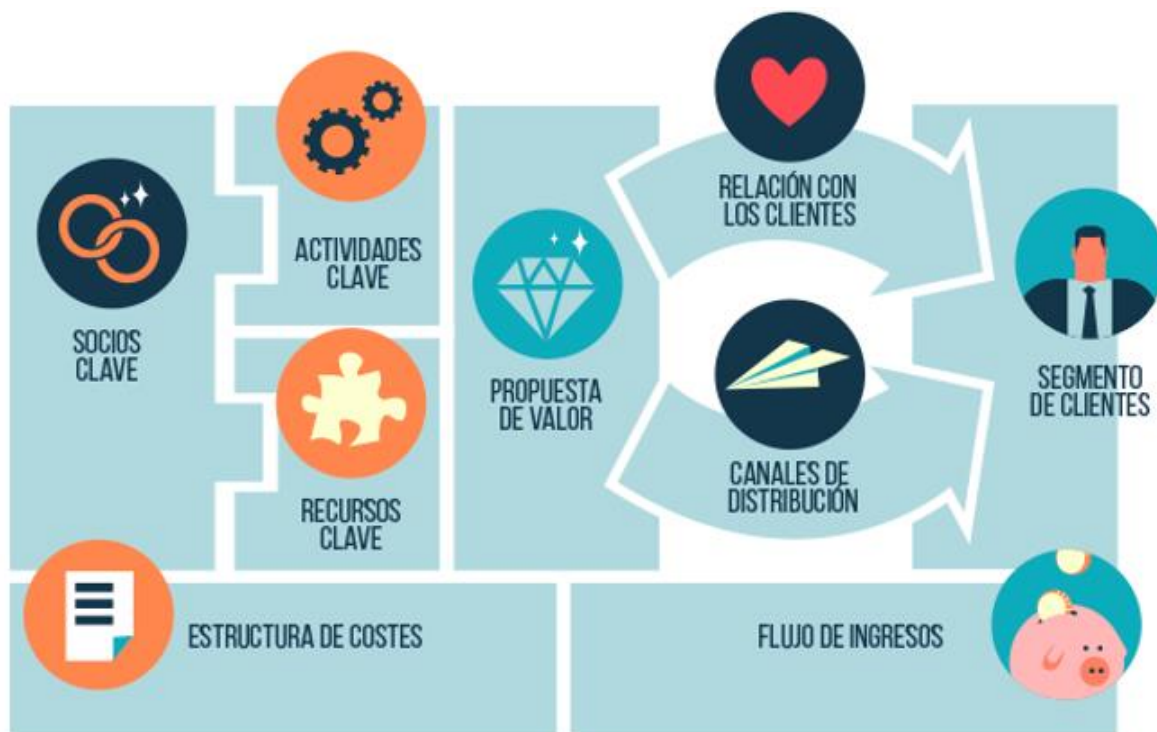 SOCIOS
CLAVE
ACTIVIDADES
CLAVE
RECURSOS
CLAVE
PROPUESTA
DE VALOR
RELACIÓN CON
LOS CLIENTES
CANALES DE
DISTRIBUCIÓN
SEGMENTO
DE CLIENTES
ESTRUCTURA DE COSTES
FLUJO DE INGRESOS